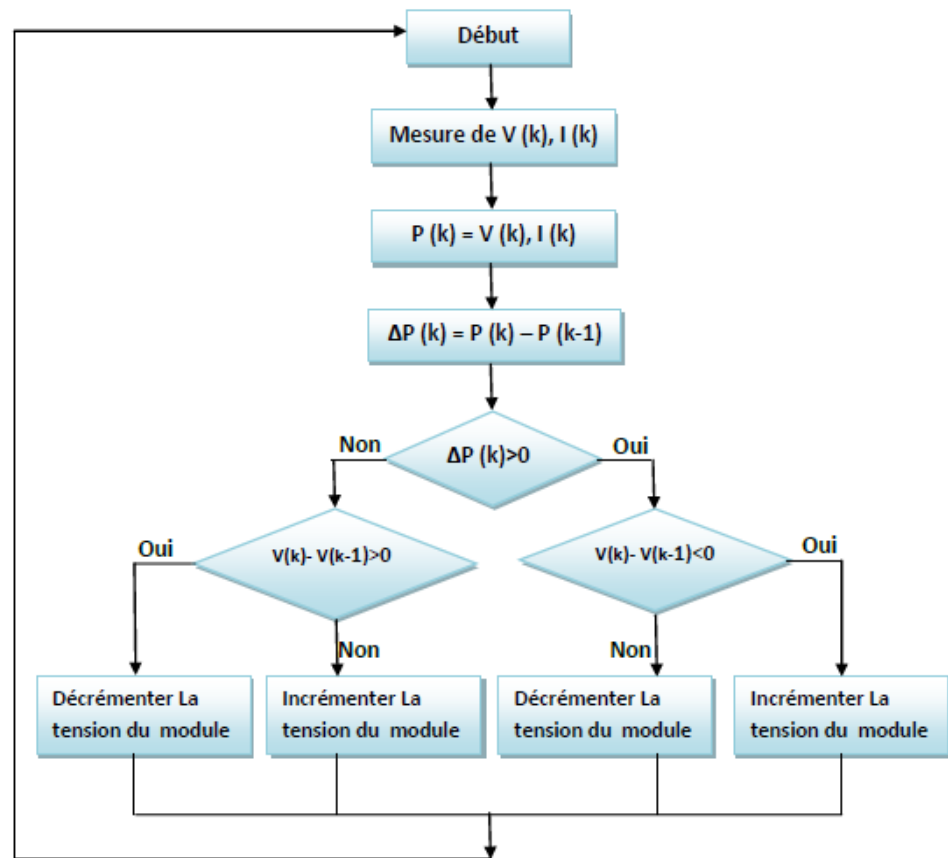 Début
Mesure de V (k), I (k)
P (k) = V (k), I (k)
ΔP (k) = P (k) – P (k-1)
Non
ΔP (k)>0
Oui
Oui
V(k)- V(k-1)>0
V(k)- V(k-1)<0
Oui
Non
Non
Décrémenter La
tension du module
Incrémenter La
tension du module
Décrémenter La
tension du module
Incrémenter La
tension du module